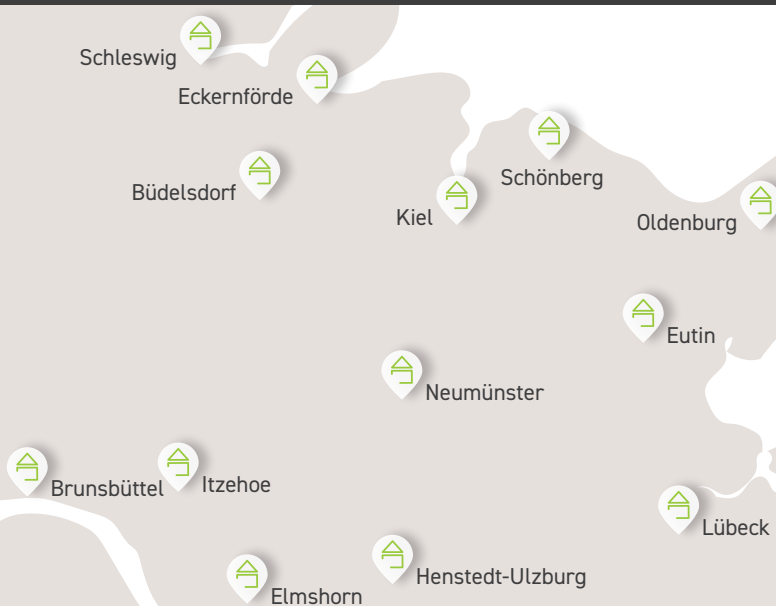 Schleswig
Eckernförde
Büdelsdorf
Schönberg
Kiel
Oldenburg
Eutin
Neumünster
Brunsbüttel
Itzehoe
Lübeck
Henstedt-Ulzburg
Elmshorn